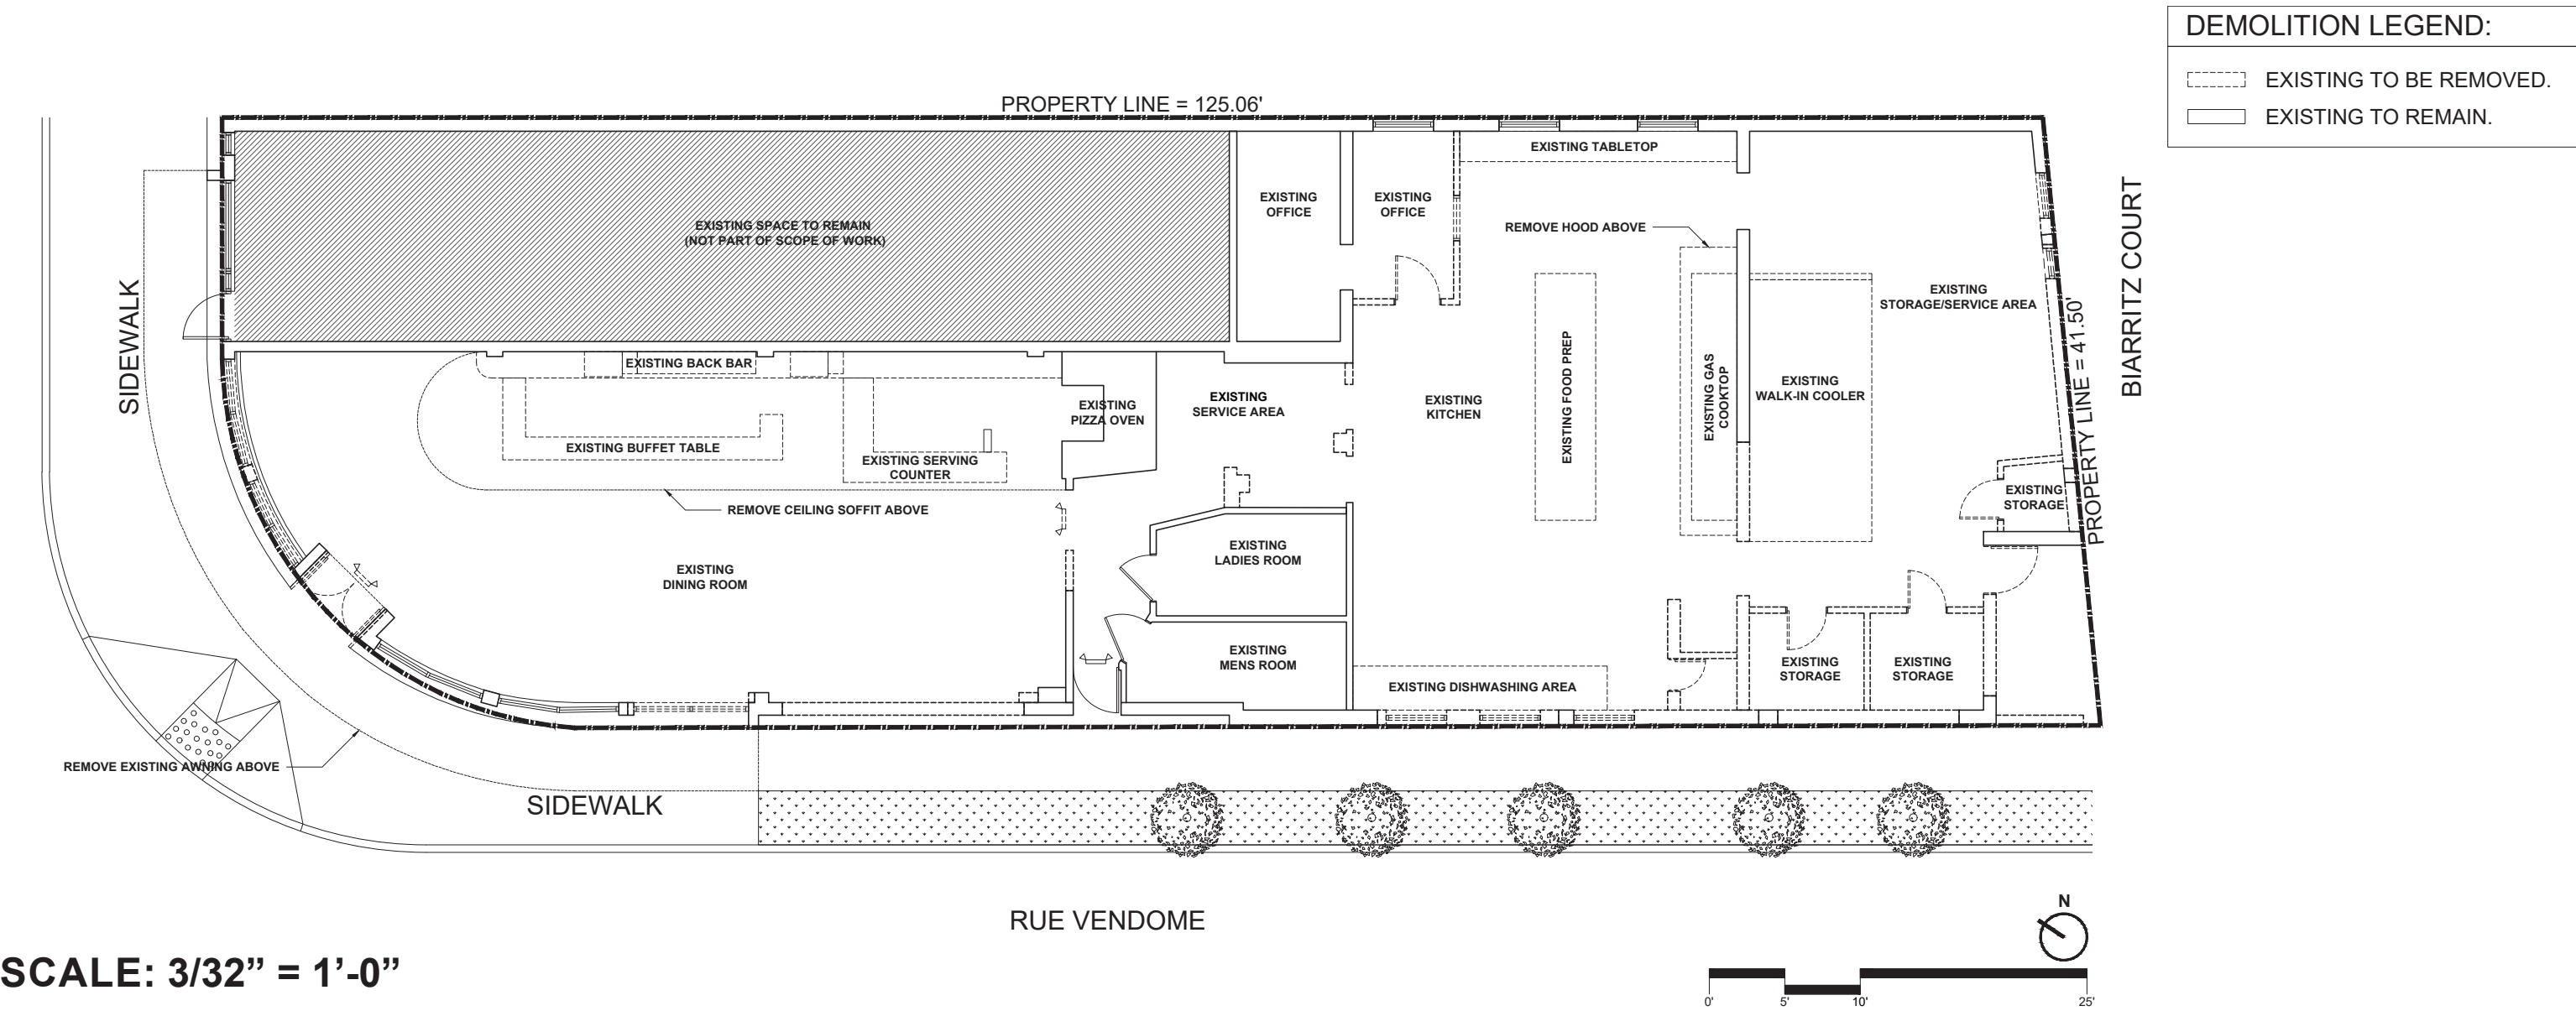 DEMOLITION LEGEND:
EXISTING TO BE REMOVED.
EXISTING TO REMAIN.
PROPERTY LINE = 125.06'
EXISTING TABLETOP
EXISTING
OFFICE
EXISTING
OFFICE
EXISTING SPACE TO REMAIN
(NOT PART OF SCOPE OF WORK)
REMOVE HOOD ABOVE
BIARRITZ COURT
SIDEWALK
EXISTING
STORAGE/SERVICE AREA
PROPERTY LINE = 41.50'
EXISTING BACK BAR
EXISTING FOOD PREP
EXISTING GAS
COOKTOP
EXISTING
WALK-IN COOLER
EXISTING
PIZZA OVEN
EXISTING
SERVICE AREA
EXISTING
KITCHEN
EXISTING BUFFET TABLE
EXISTING SERVING
COUNTER
EXISTING
STORAGE
REMOVE CEILING SOFFIT ABOVE
EXISTING
LADIES ROOM
EXISTING
DINING ROOM
EXISTING
MENS ROOM
EXISTING
STORAGE
EXISTING
STORAGE
EXISTING DISHWASHING AREA
REMOVE EXISTING AWNING ABOVE
SIDEWALK
RUE VENDOME
N
SCALE: 3/32” = 1’-0”
0' 5' 10' 25'